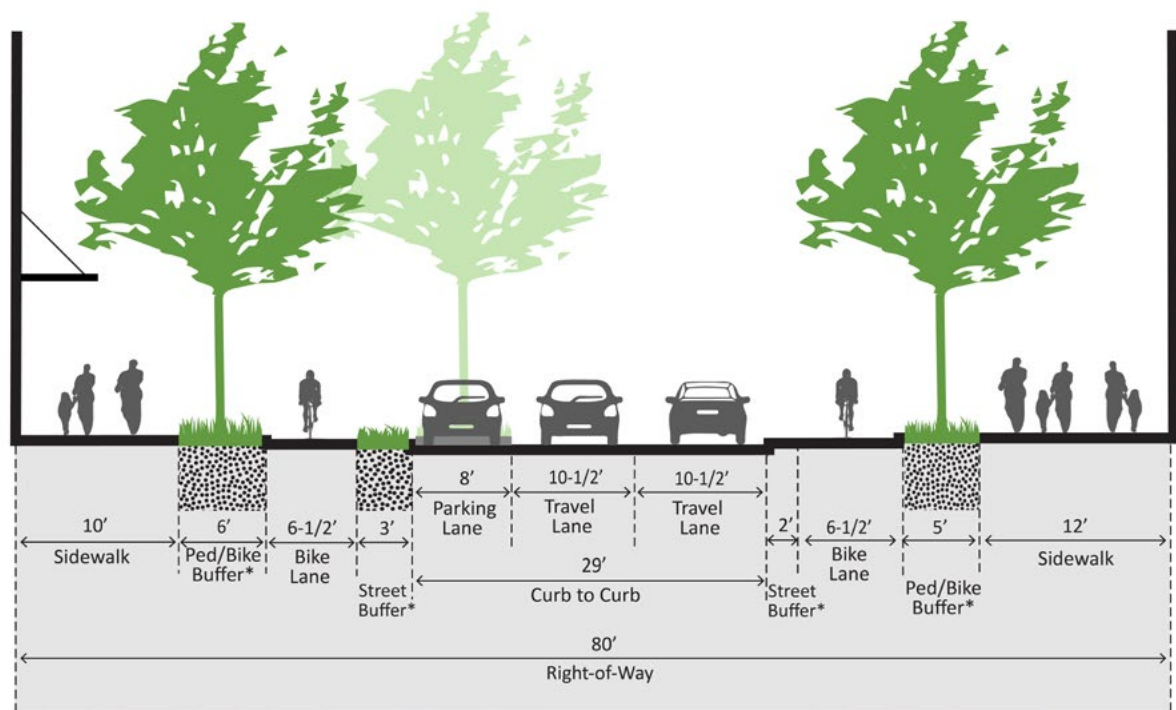 8’
Parking
Lane
10-1/2’
Travel
Lane
10-1/2’
Travel
Lane
10’
Sidewalk
6’
Ped/Bike
Buffer*
6-1/2’
Bike
Lane
3’
Street
Buffer*
29’
Curb to Curb
2’
Street
Buffer*
6-1/2’
Bike
Lane
5’
Ped/Bike
Buffer*
12’
Sidewalk
80’
Right-of-Way